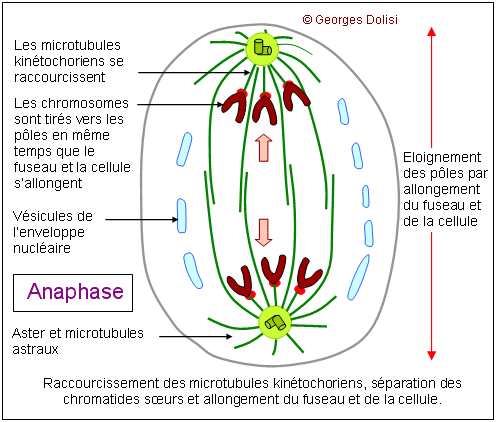 © Georges Dolisi
Les microtubules
kinétochoriens se
raccourcissent
Les chromosomes
sont tirés vers les
pôles en même
temps que le
fuseau et la cellule
s'allongent
Eloignement
des pôles par
allongement
du fuseau et
de la cellule
Vésicules de
l'enveloppe
nucléaire
Anaphase
Aster et microtubules
astraux
Raccourcissement des microtubules kinétochoriens, séparation des
chromatides sœurs et allongement du fuseau et de la cellule.